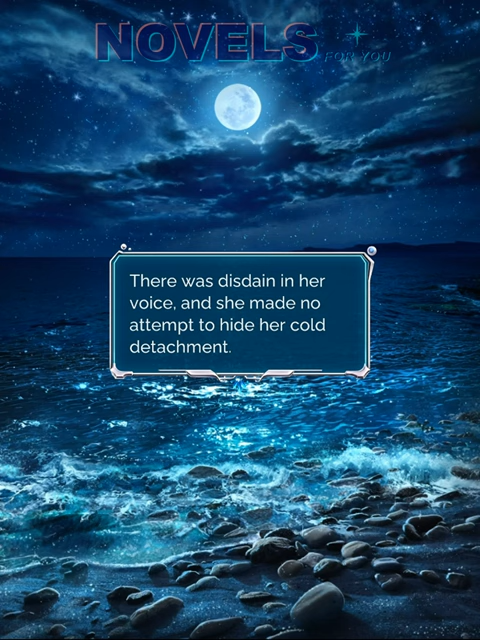 NOVELS
FOR YOU
There was disdain in her
voice, and she made no
attempt to hide her cold
detachment.